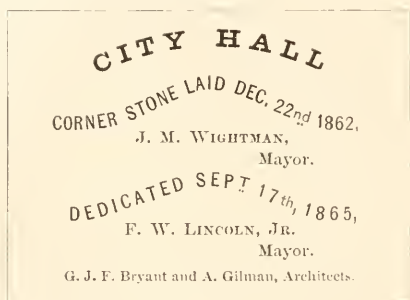 CITY HALL
CORNER STONE LAID DEC. 22nd 1862,
J. M. WIGHTMAN,
Mayor.
DEDICATED SEPT 17th, 1865,
F. W. LINCOLN, JR.
Mayor.
G. J. F. Bryant and A. Gilman, Architects.